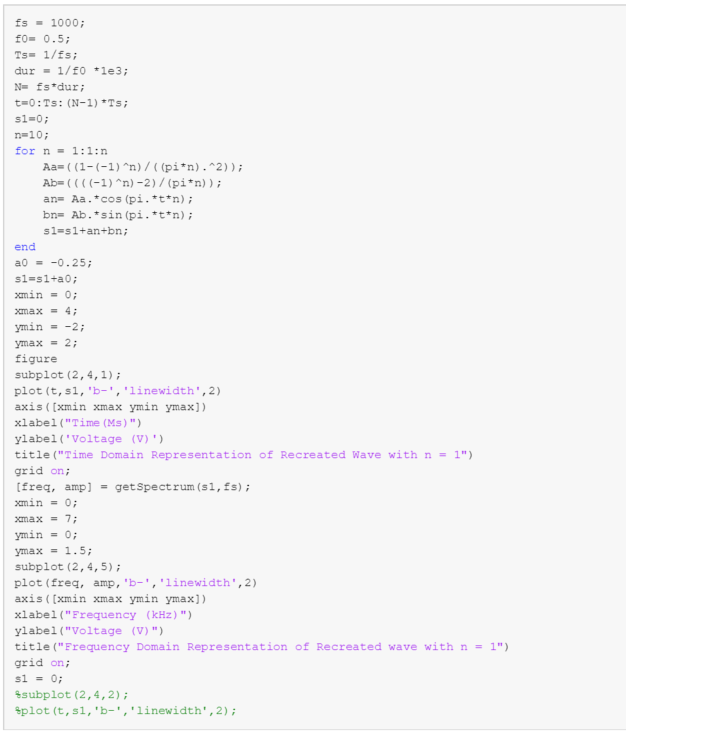 fs = 1000;
f0= 0.5;
Ts= 1/fs;
dur = 1/f0 *1e3;
N= fs*dur;
t=0:Ts:(N-1)*Ts;
s1=0;
n=10;
for n = 1:1:n
    Aa=((1-(-1)^n)/((pi*n).^2));
    Ab=((((-1)^n)-2)/(pi*n));
    an= Aa.*cos(pi.*t*n);
    bn= Ab.*sin(pi.*t*n);
    s1=s1+an+bn;
end
a0 = -0.25;
s1=s1+a0;
xmin = 0;
xmax = 4;
ymin = -2;
ymax = 2;
figure
subplot(2,4,1);
plot(t,s1,'b-','linewidth',2)
axis([xmin xmax ymin ymax])
xlabel("Time(Ms)")
ylabel('Voltage (V)')
title("Time Domain Representation of Recreated Wave with n = 1")
grid on;
[freq, amp] = getSpectrum(s1,fs);
xmin = 0;
xmax = 7;
ymin = 0;
ymax = 1.5;
subplot(2,4,5);
plot(freq, amp,'b-','linewidth',2)
axis([xmin xmax ymin ymax])
xlabel("Frequency (kHz)")
ylabel("Voltage (V)")
title("Frequency Domain Representation of Recreated wave with n = 1")
grid on;
s1 = 0;
%subplot(2,4,2);
%plot(t,s1,'b-','linewidth',2);